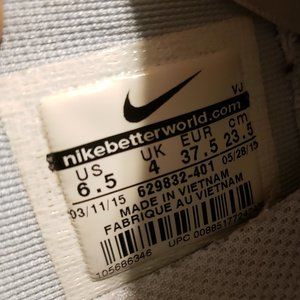 VJ
nikebetterworld.com
US UK EUR cm
6.5 4 37.5 23.5
629832-401
03/11/15 05/28/15
MADE IN VIETNAM
FABRIQUE AU VIETNAM
105686346